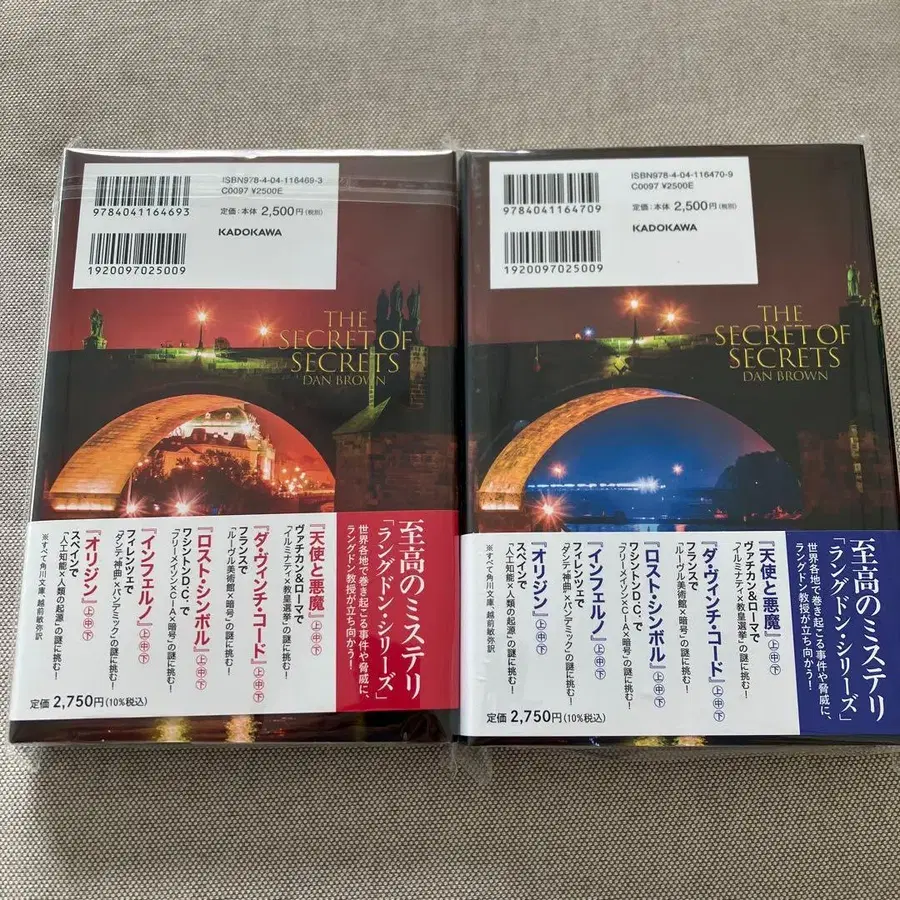 ISBN978-4-04-116469-3
C0097 ¥2500E
定価:本体 2,500円(税別)
KADOKAWA
9784041164693
1920097025009
THE
SECRET OF
SECRETS
DAN BROWN
至高のミステリ
「ラングドン・シリーズ」
世界各地で巻き起こる事件や脅威に、
ラングドン教授が立ち向かう!
『天使と悪魔』上中下
ヴァチカン&ローマで
「イルミナティ×教皇選挙」の謎に挑む!
『ダ・ヴィンチ・コード』上中下
フランスで
「ルーヴル美術館×暗号」の謎に挑む!
『ロスト・シンボル』上中下
ワシントンD.C.で
「フリーメイソン×CIA×暗号」の謎に挑む!
『インフェルノ』上中下
フィレンツェで
「ダンテ『神曲』×パンデミック」の謎に挑む!
『オリジン』上中下
スペインで
「人工知能×人類の起源」の謎に挑む!
※すべて角川文庫、越前敏弥訳
定価 2,750円(10%税込)
ISBN978-4-04-116470-9
C0097 ¥2500E
定価:本体 2,500円(税別)
KADOKAWA
9784041164709
1920097025009
THE
SECRET OF
SECRETS
DAN BROWN
至高のミステリ
「ラングドン・シリーズ」
世界各地で巻き起こる事件や脅威に、
ラングドン教授が立ち向かう!
『天使と悪魔』上中下
ヴァチカン&ローマで
「イルミナティ×教皇選挙」の謎に挑む!
『ダ・ヴィンチ・コード』上中下
フランスで
「ルーヴル美術館×暗号」の謎に挑む!
『ロスト・シンボル』上中下
ワシントンD.C.で
「フリーメイソン×CIA×暗号」の謎に挑む!
『インフェルノ』上中下
フィレンツェで
「ダンテ『神曲』×パンデミック」の謎に挑む!
『オリジン』上中下
スペインで
「人工知能×人類の起源」の謎に挑む!
※すべて角川文庫、越前敏弥訳
定価 2,750円(10%税込)